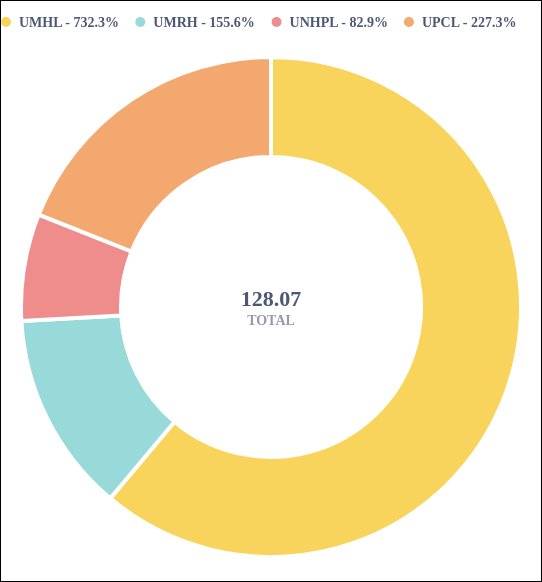 UMHL - 732.3% UMRH - 155.6% UNHPL - 82.9% UPCL - 227.3%
128.07
TOTAL